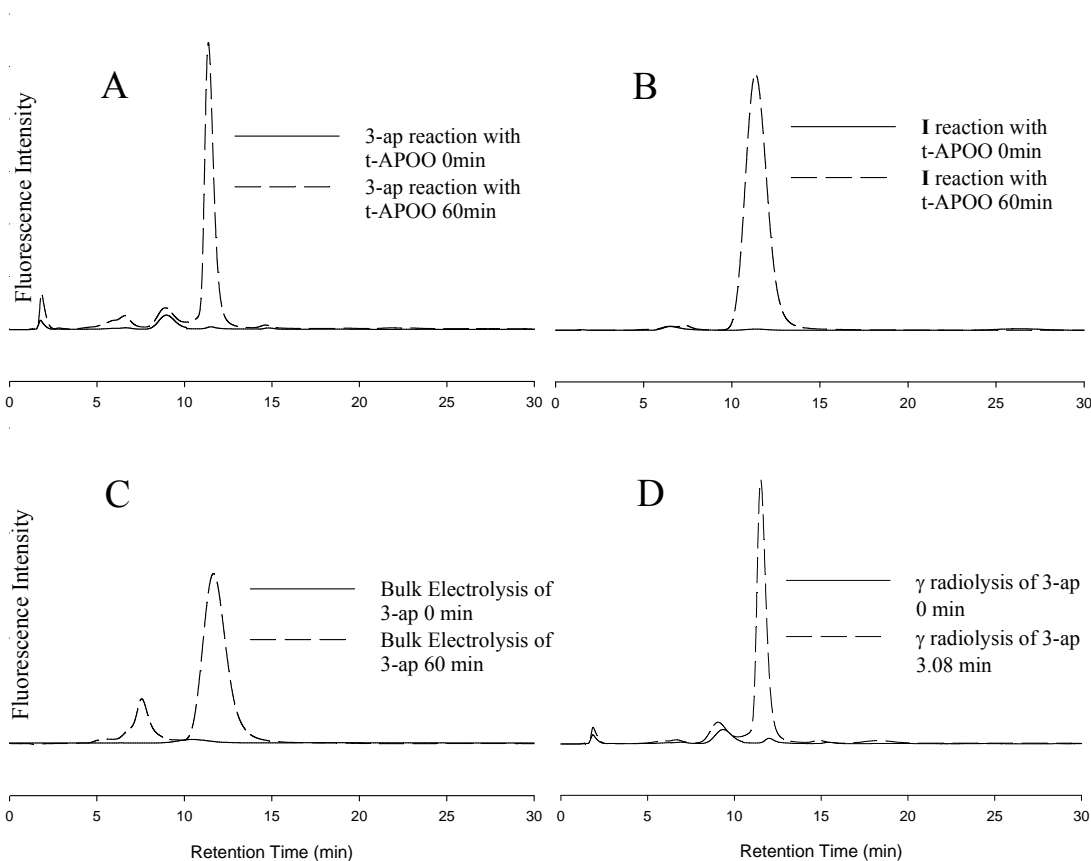 A
Fluorescence Intensity
3-ap reaction with
t-APOO 0min
3-ap reaction with
t-APOO 60min
0 5 10 15 20 25 30
B
I reaction with
t-APOO 0min
I reaction with
t-APOO 60min
0 5 10 15 20 25 30
C
Fluorescence Intensity
Bulk Electrolysis of
3-ap 0 min
Bulk Electrolysis of
3-ap 60 min
0 5 10 15 20 25 30
Retention Time (min)
D
γ radiolysis of 3-ap
0 min
γ radiolysis of 3-ap
3.08 min
0 5 10 15 20 25 30
Retention Time (min)